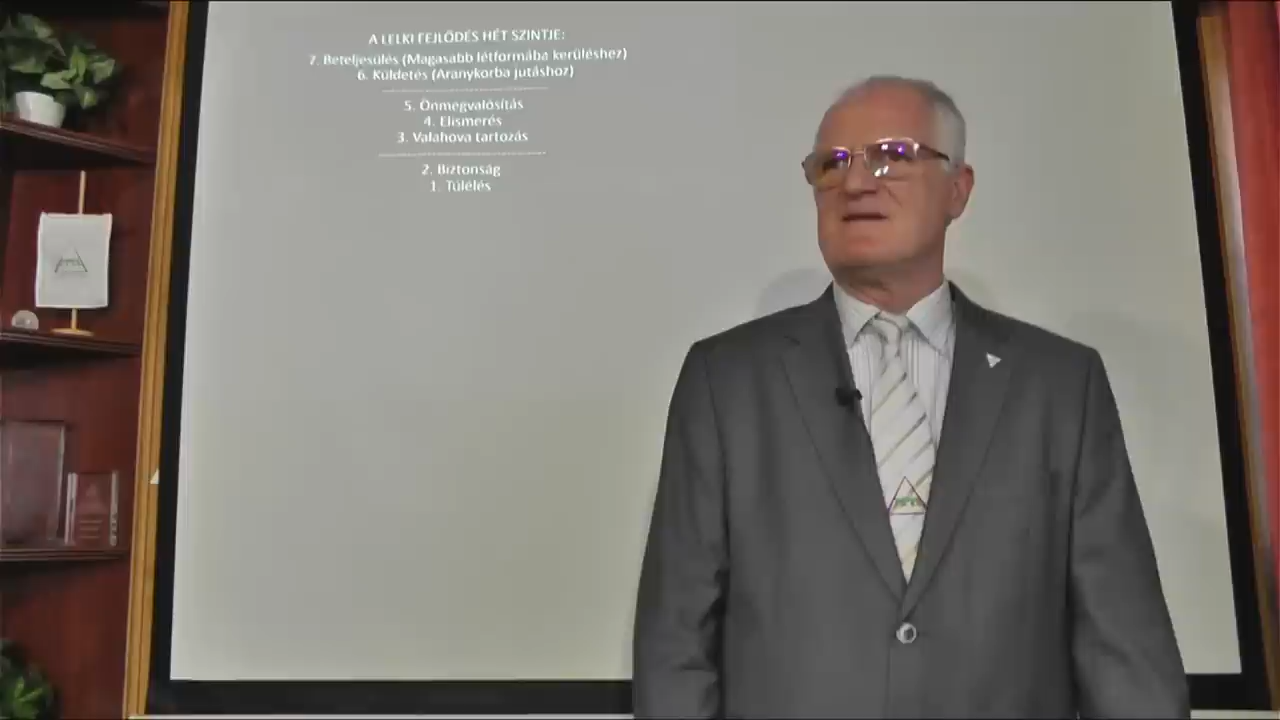 A LELKI FEJLŐDÉS HÉT SZINTJE:
7. Beteljesülés (Magasabb létformába kerüléshez)
6. Küldetés (Aranykorba jutáshoz)
5. Önmegvalósítás
4. Elismerés
3. Valahova tartozás
2. Biztonság
1. Túlélés